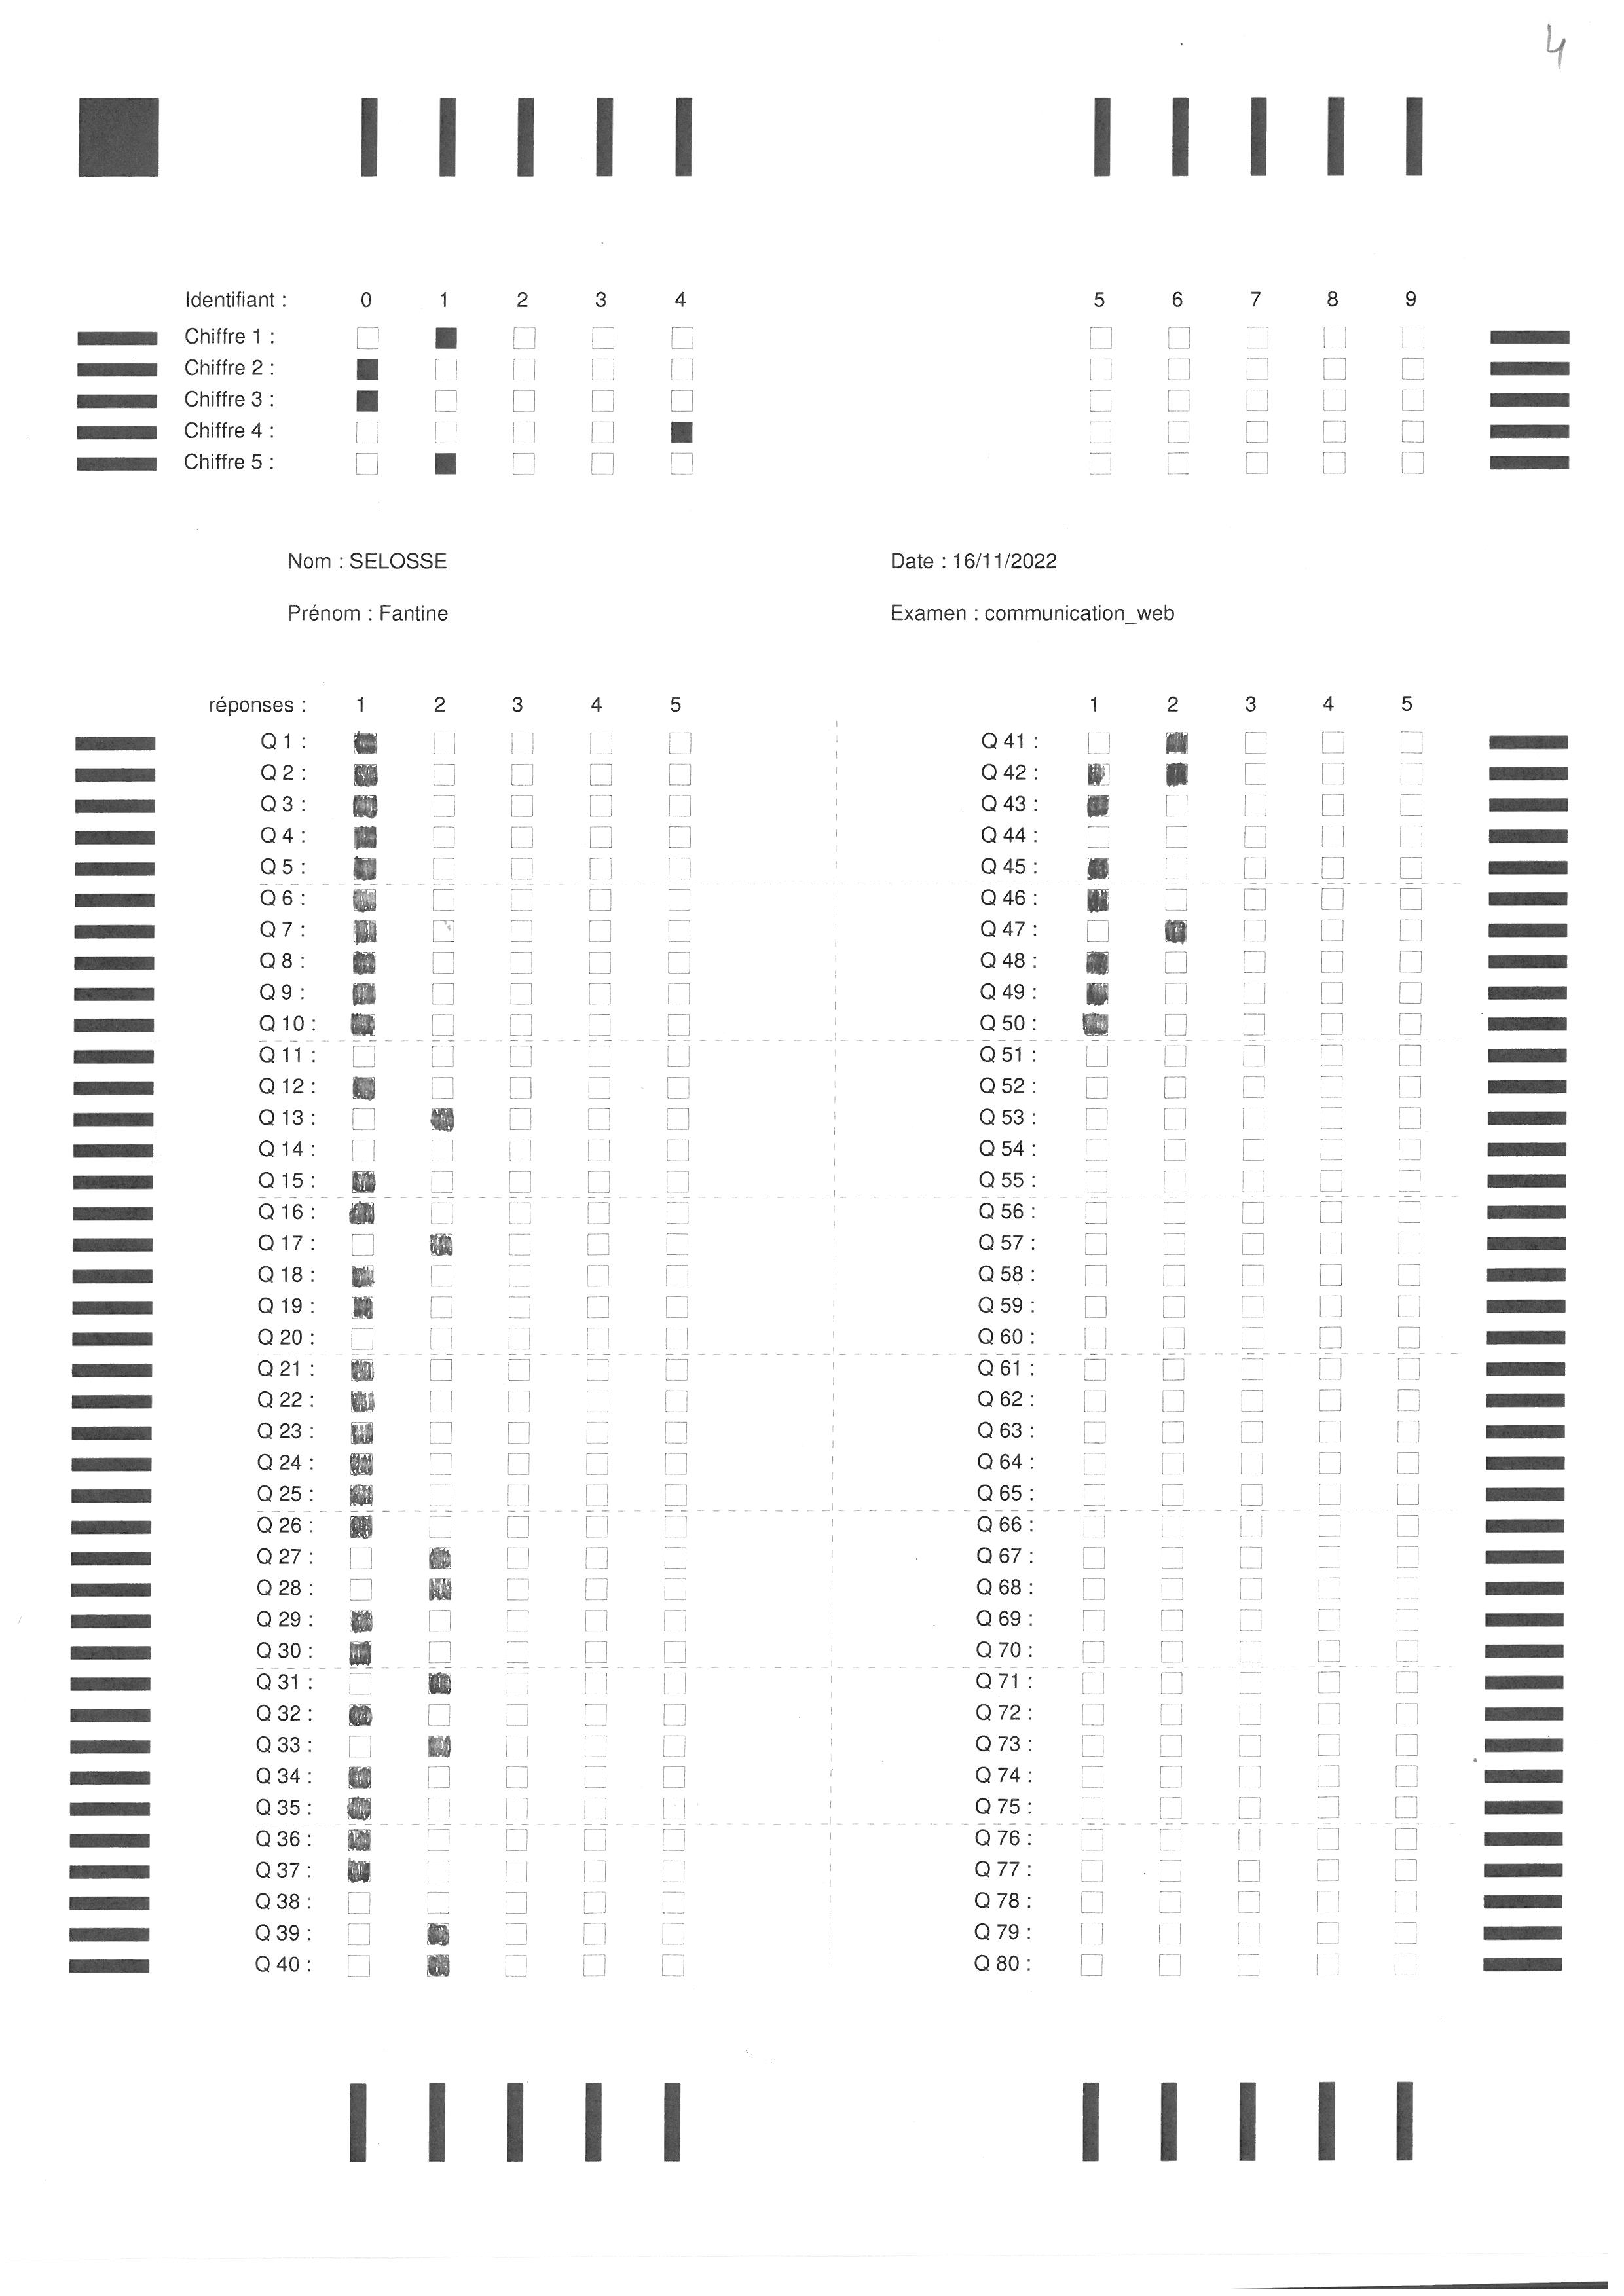 4
Identifiant : 0 1 2 3 4 5 6 7 8 9
Chiffre 1 :
Chiffre 2 :
Chiffre 3 :
Chiffre 4 :
Chiffre 5 :
Nom : SELOSSE Date : 16/11/2022
Prénom : Fantine Examen : communication_web
réponses : 1 2 3 4 5 1 2 3 4 5
Q 1 : Q 41 :
Q 2 : Q 42 :
Q 3 : Q 43 :
Q 4 : Q 44 :
Q 5 : Q 45 :
Q 6 : Q 46 :
Q 7 : Q 47 :
Q 8 : Q 48 :
Q 9 : Q 49 :
Q 10 : Q 50 :
Q 11 : Q 51 :
Q 12 : Q 52 :
Q 13 : Q 53 :
Q 14 : Q 54 :
Q 15 : Q 55 :
Q 16 : Q 56 :
Q 17 : Q 57 :
Q 18 : Q 58 :
Q 19 : Q 59 :
Q 20 : Q 60 :
Q 21 : Q 61 :
Q 22 : Q 62 :
Q 23 : Q 63 :
Q 24 : Q 64 :
Q 25 : Q 65 :
Q 26 : Q 66 :
Q 27 : Q 67 :
Q 28 : Q 68 :
Q 29 : Q 69 :
Q 30 : Q 70 :
Q 31 : Q 71 :
Q 32 : Q 72 :
Q 33 : Q 73 :
Q 34 : Q 74 :
Q 35 : Q 75 :
Q 36 : Q 76 :
Q 37 : Q 77 :
Q 38 : Q 78 :
Q 39 : Q 79 :
Q 40 : Q 80 :